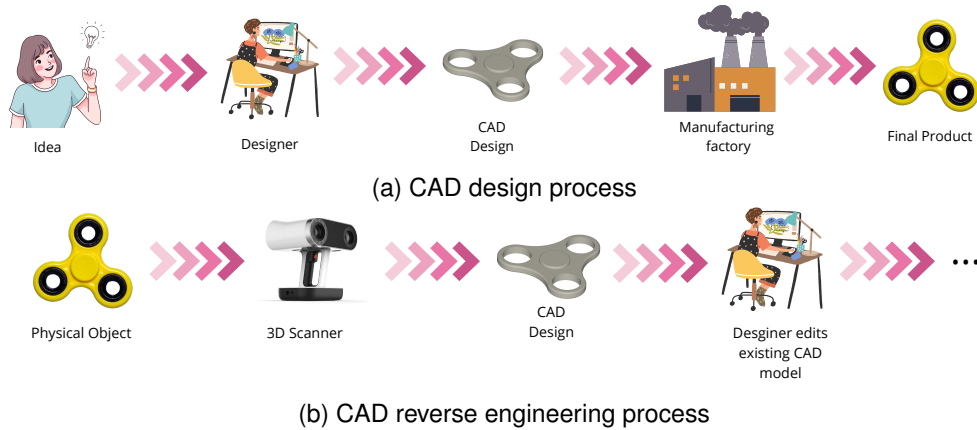 Idea
Designer
CAD
Design
Manufacturing
factory
Final Product
(a) CAD design process
Physical Object
3D Scanner
CAD
Design
Desginer edits
existing CAD
model
...
(b) CAD reverse engineering process